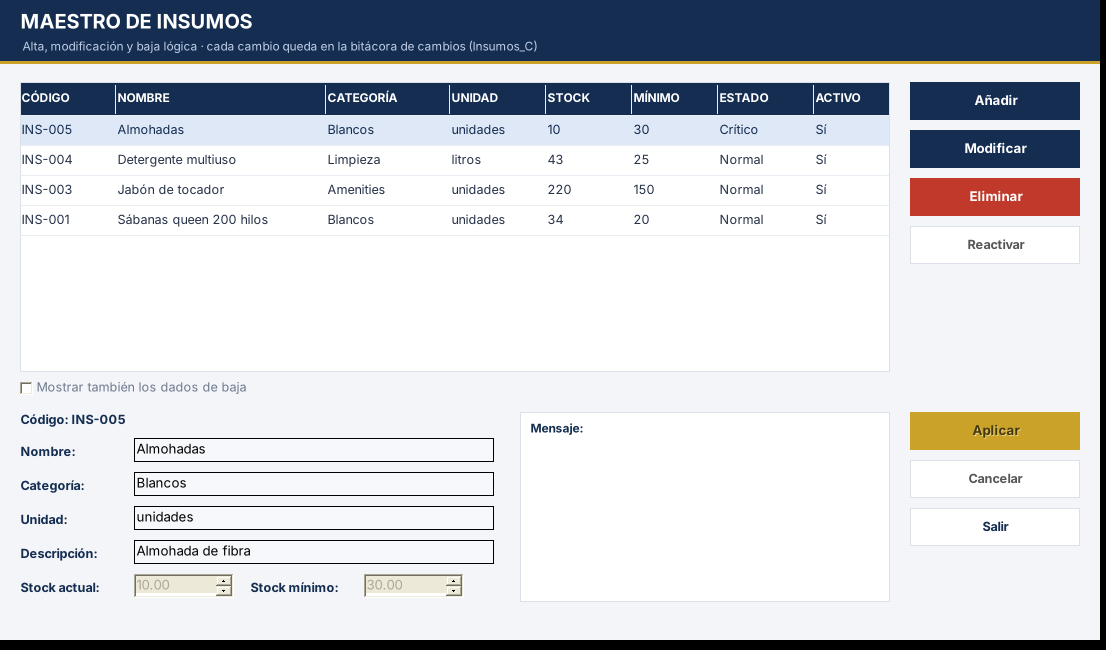 MAESTRO DE INSUMOS
Alta, modificación y baja lógica · cada cambio queda en la bitácora de cambios (Insumos_C)
CÓDIGO NOMBRE CATEGORÍA UNIDAD STOCK MÍNIMO ESTADO ACTIVO
INS-005 Almohadas Blancos unidades 10 30 Crítico Sí
INS-004 Detergente multiuso Limpieza litros 43 25 Normal Sí
INS-003 Jabón de tocador Amenities unidades 220 150 Normal Sí
INS-001 Sábanas queen 200 hilos Blancos unidades 34 20 Normal Sí
Añadir
Modificar
Eliminar
Reactivar
Mostrar también los dados de baja
Código: INS-005
Nombre: Almohadas
Categoría: Blancos
Unidad: unidades
Descripción: Almohada de fibra
Stock actual: 10.00 Stock mínimo: 30.00
Mensaje:
Aplicar
Cancelar
Salir